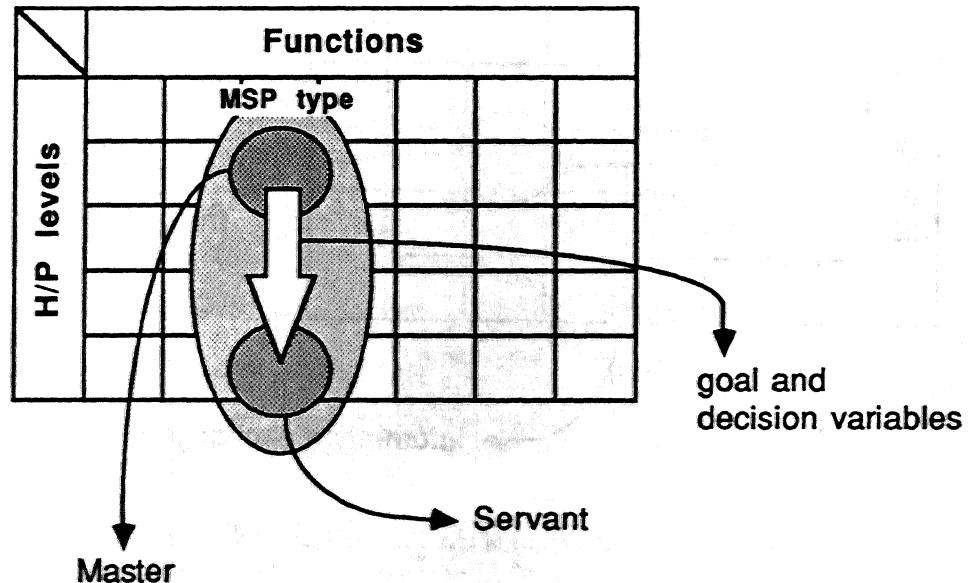 Functions
MSP type
H/P levels
goal and
decision variables
Servant
Master